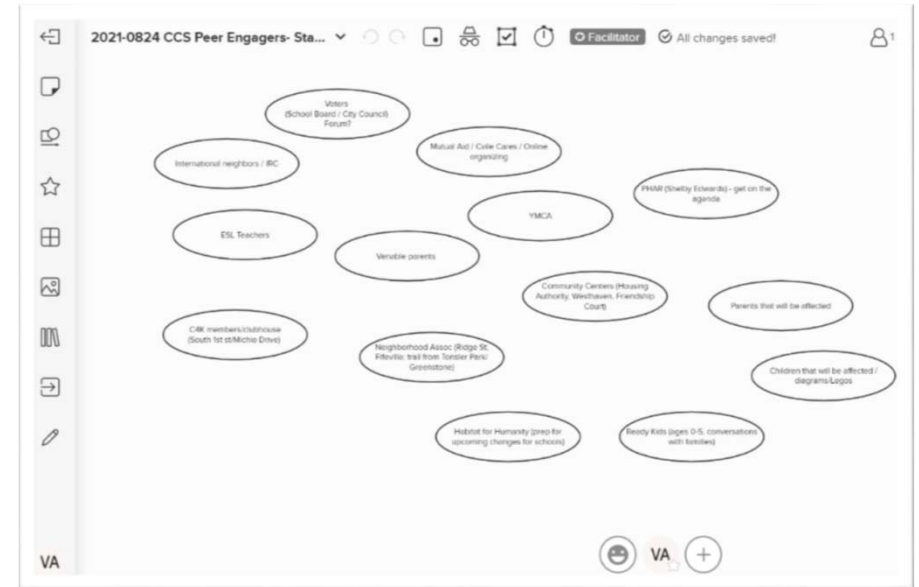 2021-0824 CCS Peer Engagers- Sta...
Facilitator
All changes saved!
1
Voters
(School Board / City Council)
Forum?
Mutual Aid / Cville Cares / Online
organizing
International neighbors / IRC
PHAR (Shelby Edwards) - get on the
agenda
YMCA
ESL Teachers
Venable parents
Community Centers (Housing
Authority, Westhaven, Friendship
Court)
Parents that will be affected
C4K members/clubhouse
(South 1st st/Michie Drive)
Neighborhood Assoc (Ridge St,
Fifeville, trail from Tonsler Park/
Greenstone)
Children that will be affected /
diagrams/Legos
Habitat for Humanity (prep for
upcoming changes for schools)
Ready Kids (ages 0-5, conversations
with families)
VA
VA